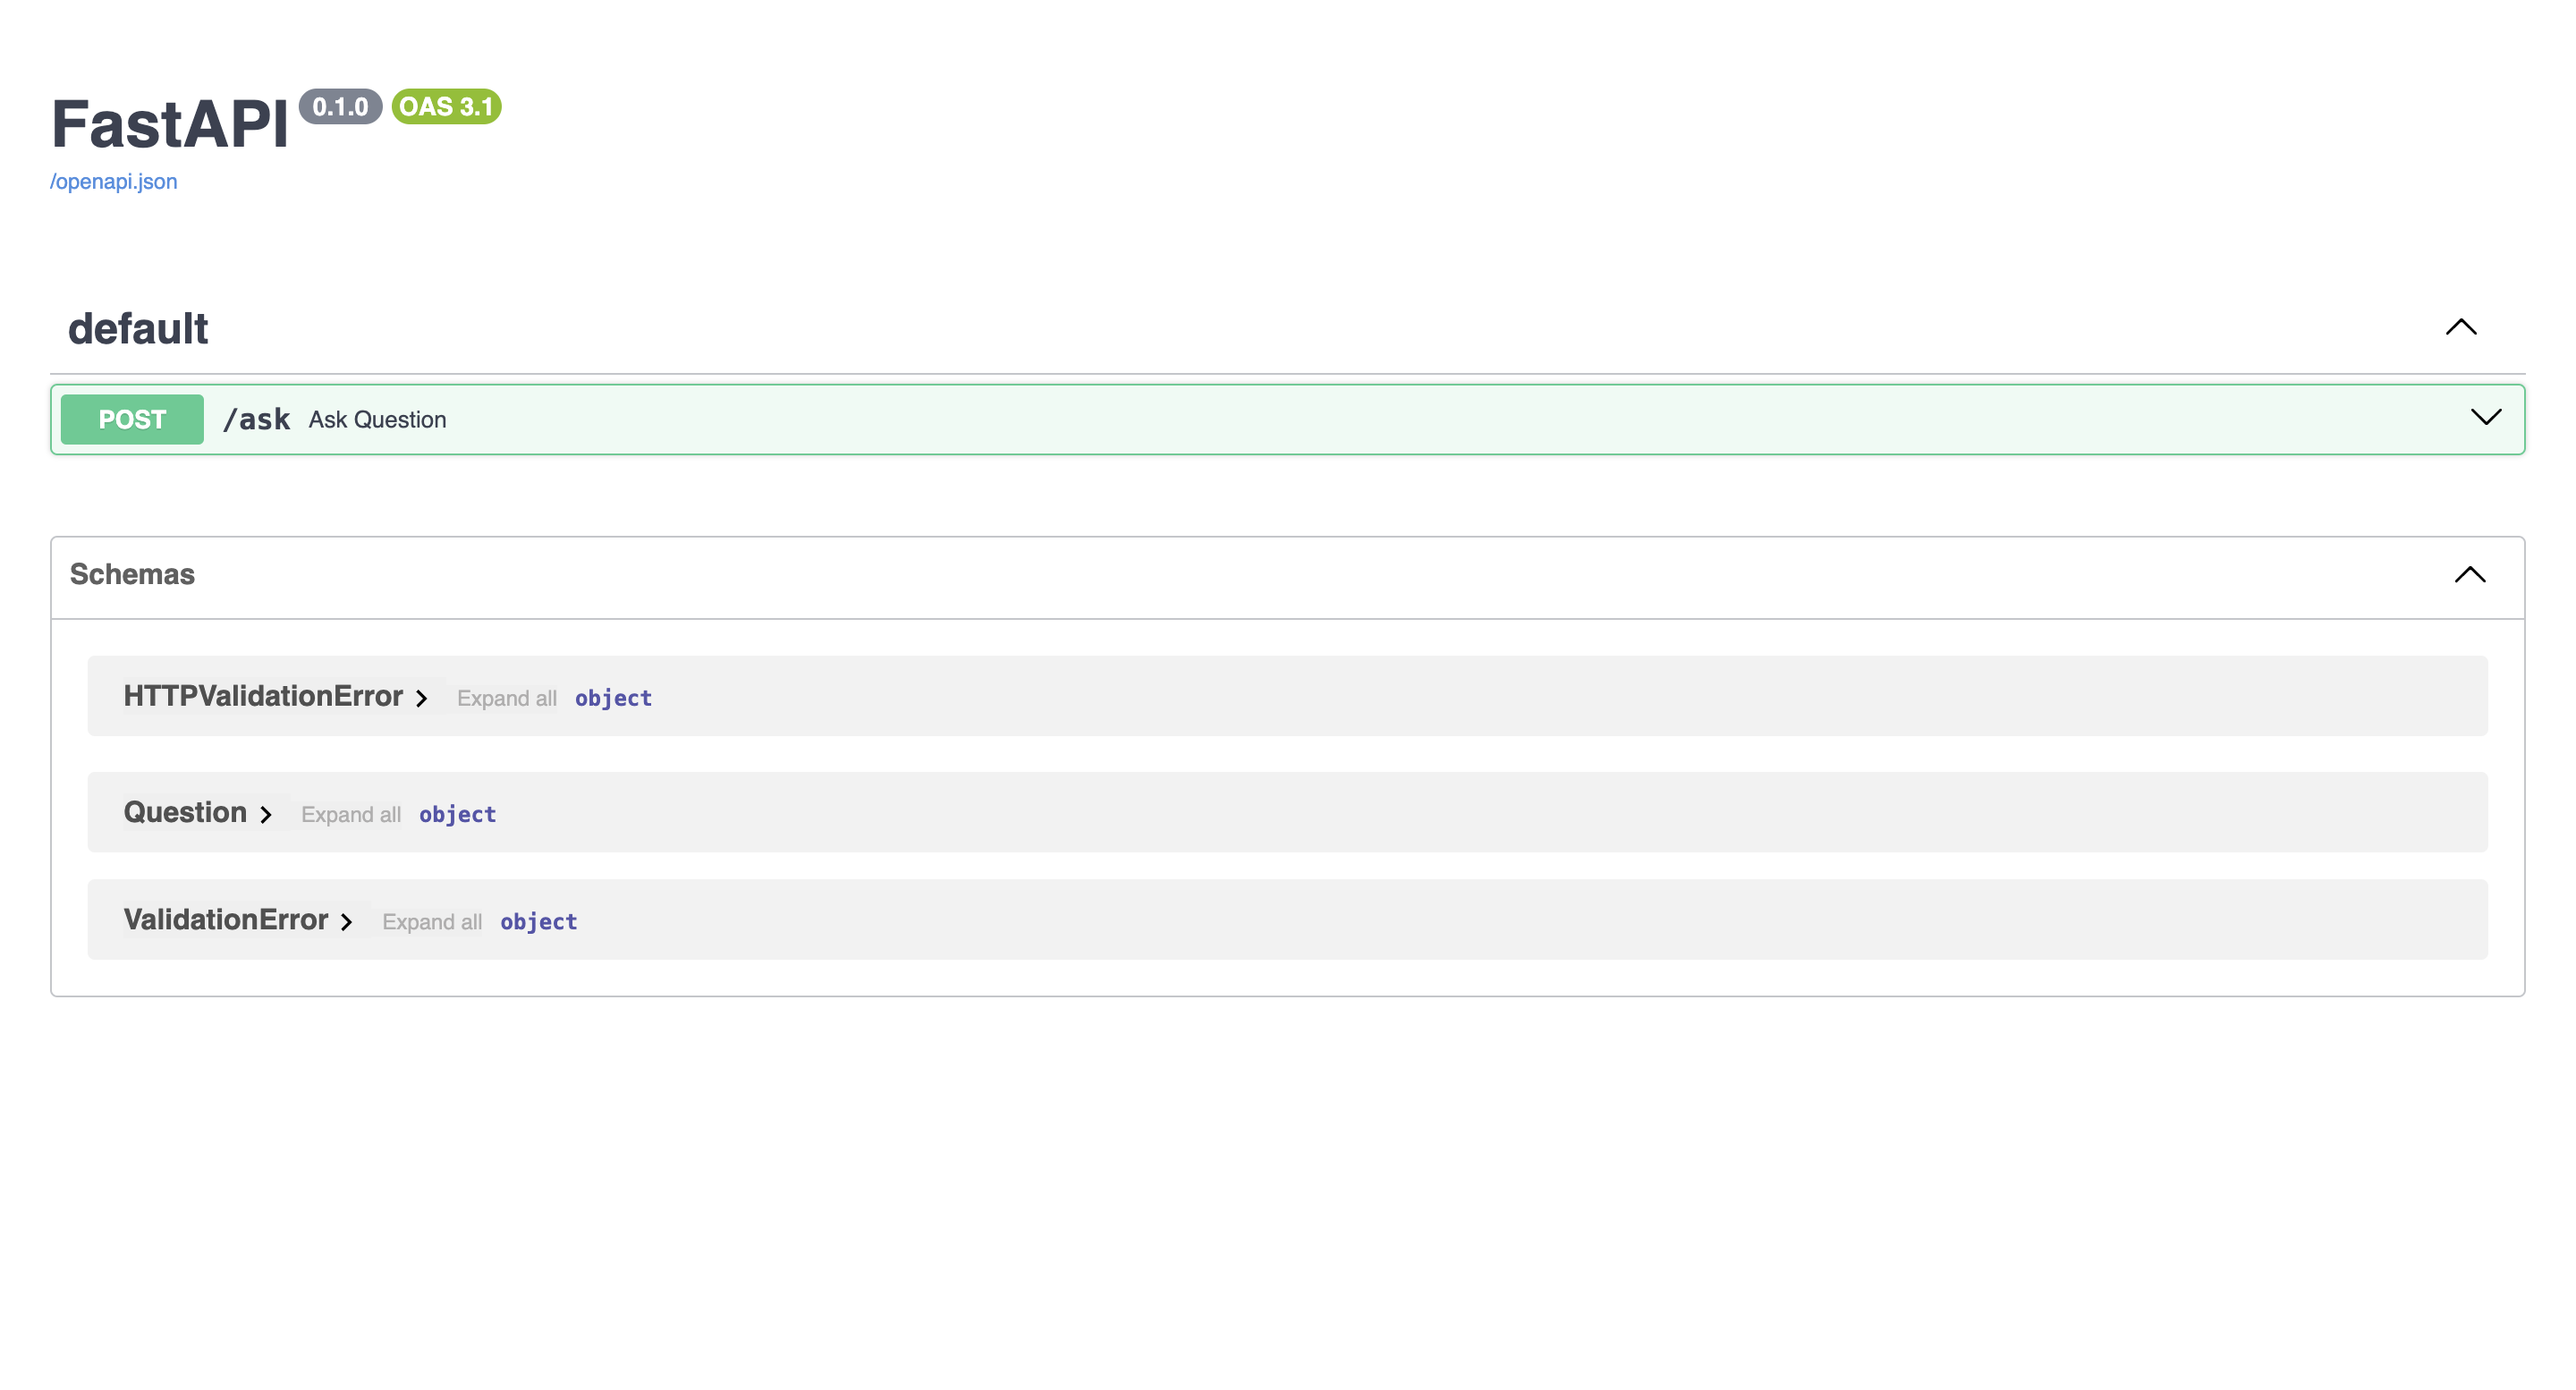 FastAPI 0.1.0 OAS 3.1
/openapi.json
default
POST /ask Ask Question
Schemas
HTTPValidationError Expand all object
Question Expand all object
ValidationError Expand all object